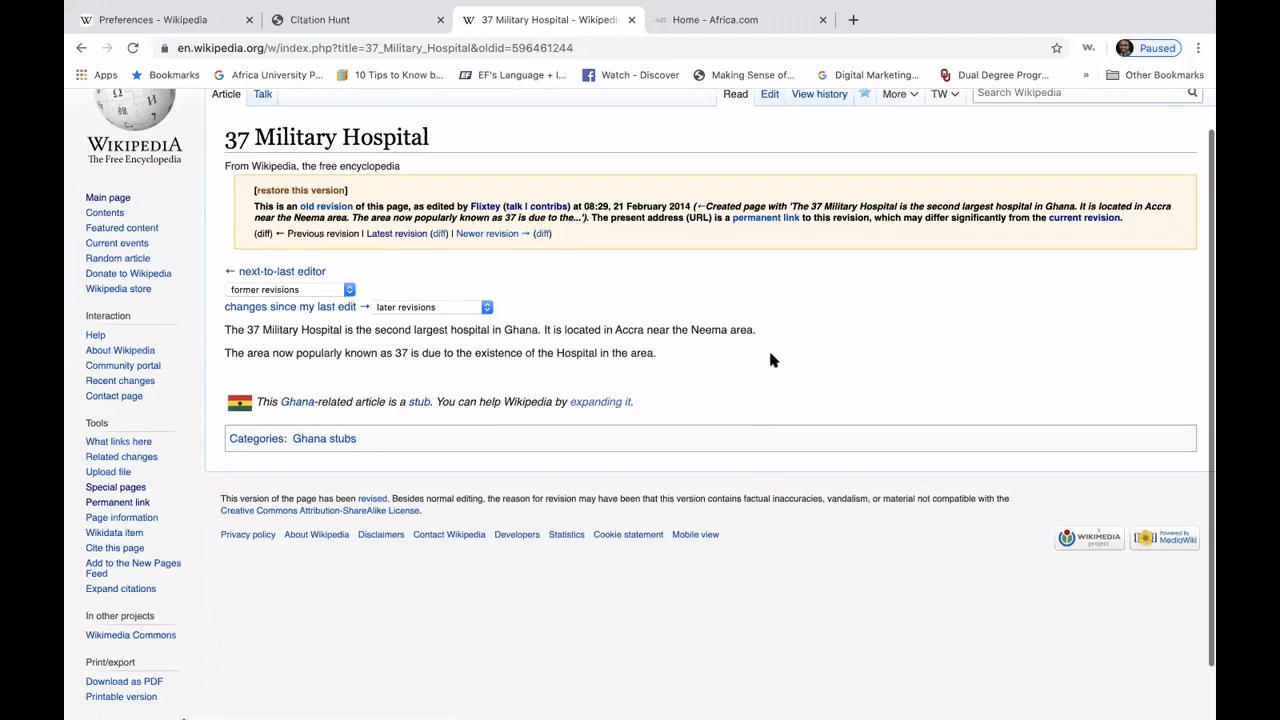 Preferences – Wikipedia
Citation Hunt
37 Military Hospital - Wikipedi
Home - Africa.com
en.wikipedia.org/w/index.php?title=37_Military_Hospital&oldid=596461244
w.
Paused
Apps
Bookmarks
Africa University P...
10 Tips to Know b...
EF's Language + I...
Watch - Discover
Making Sense of...
Digital Marketing...
Dual Degree Progr...
»
Other Bookmarks
WIKIPEDIA
The Free Encyclopedia
Article
Talk
Read
Edit
View history
More
TW
Search Wikipedia
37 Military Hospital
From Wikipedia, the free encyclopedia
[restore this version]
This is an old revision of this page, as edited by Flixtey (talk | contribs) at 08:29, 21 February 2014 (←Created page with 'The 37 Military Hospital is the second largest hospital in Ghana. It is located in Accra
near the Neema area. The area now popularly known as 37 is due to the...'). The present address (URL) is a permanent link to this revision, which may differ significantly from the current revision.
(diff) ← Previous revision | Latest revision (diff) | Newer revision → (diff)
← next-to-last editor
former revisions
changes since my last edit → later revisions
The 37 Military Hospital is the second largest hospital in Ghana. It is located in Accra near the Neema area.
The area now popularly known as 37 is due to the existence of the Hospital in the area.
This Ghana-related article is a stub. You can help Wikipedia by expanding it.
Categories: Ghana stubs
Main page
Contents
Featured content
Current events
Random article
Donate to Wikipedia
Wikipedia store
Interaction
Help
About Wikipedia
Community portal
Recent changes
Contact page
Tools
What links here
Related changes
Upload file
Special pages
Permanent link
Page information
Wikidata item
Cite this page
Add to the New Pages
Feed
Expand citations
In other projects
Wikimedia Commons
Print/export
Download as PDF
Printable version
This version of the page has been revised. Besides normal editing, the reason for revision may have been that this version contains factual inaccuracies, vandalism, or material not compatible with the
Creative Commons Attribution-ShareAlike License.
Privacy policy
About Wikipedia
Disclaimers
Contact Wikipedia
Developers
Statistics
Cookie statement
Mobile view
WIKIMEDIA
project
Powered By
MediaWiki